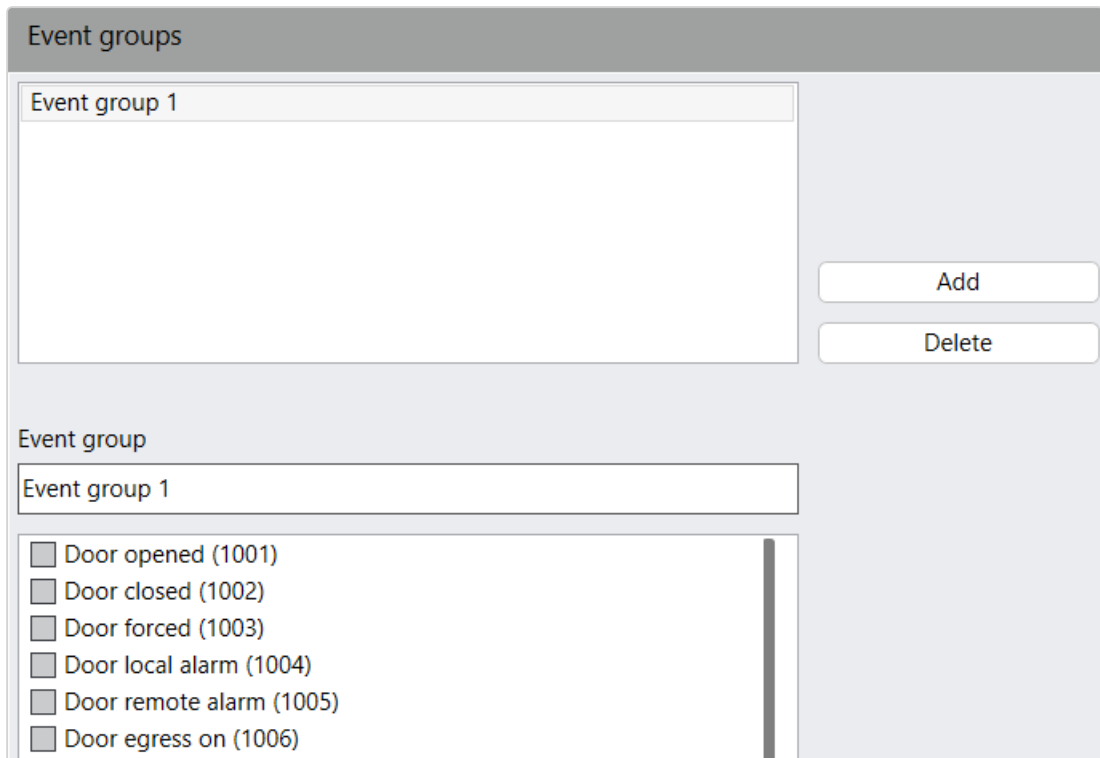 Event groups
Event group 1
Add
Delete
Event group
Event group 1
Door opened (1001)
Door closed (1002)
Door forced (1003)
Door local alarm (1004)
Door remote alarm (1005)
Door egress on (1006)